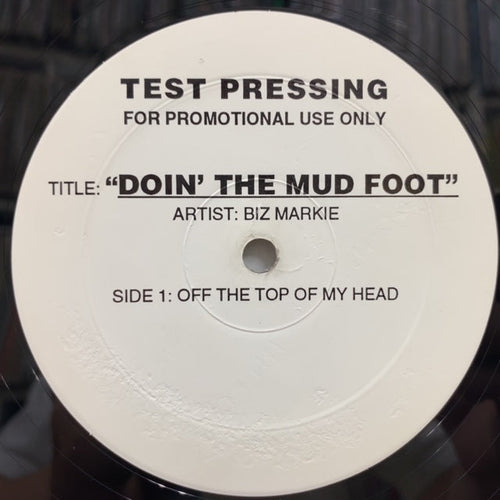 TEST PRESSING
FOR PROMOTIONAL USE ONLY
TITLE: “DOIN’ THE MUD FOOT”
ARTIST: BIZ MARKIE
SIDE 1: OFF THE TOP OF MY HEAD